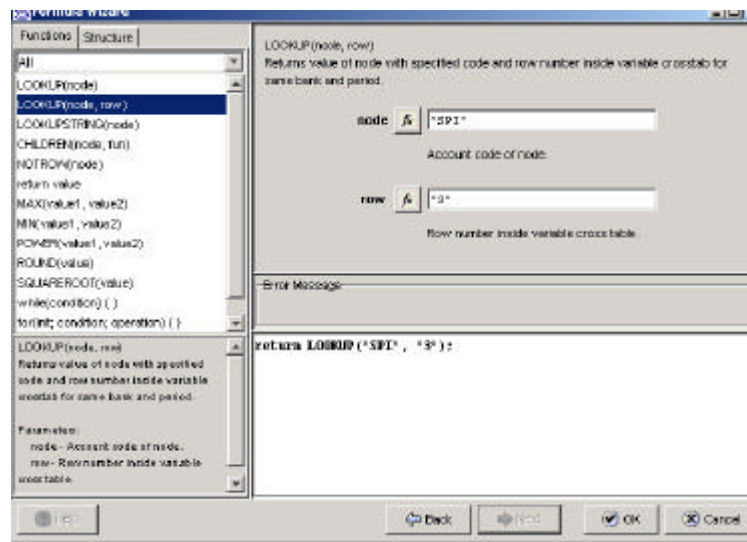 Formula Wizard
Functions Structure
All
LOOKUP(node)
LOOKUP(node, row)
LOOKUPSTRING(node)
CHILDREN(node, fun)
NOTROW(node)
return value
MAX(value1, value2)
MIN(value1, value2)
POWER(value1, value2)
ROUND(value)
SQUAREROOT(value)
while(condition) { }
for(init; condition; operation) { }
LOOKUP(node, row)
Returns value of node with specified
code and row number inside variable
crosstab for same bank and period.
Parameter:
node - Account code of node.
row - Row number inside variable
cross table.
LOOKUP(node, row)
Returns value of node with specified code and row number inside variable crosstab for
same bank and period.
node fx "SPI"
Account code of node.
row fx "3"
Row number inside variable cross table.
Error Message
return LOOKUP("SPI", "3");
Help Back Next OK Cancel